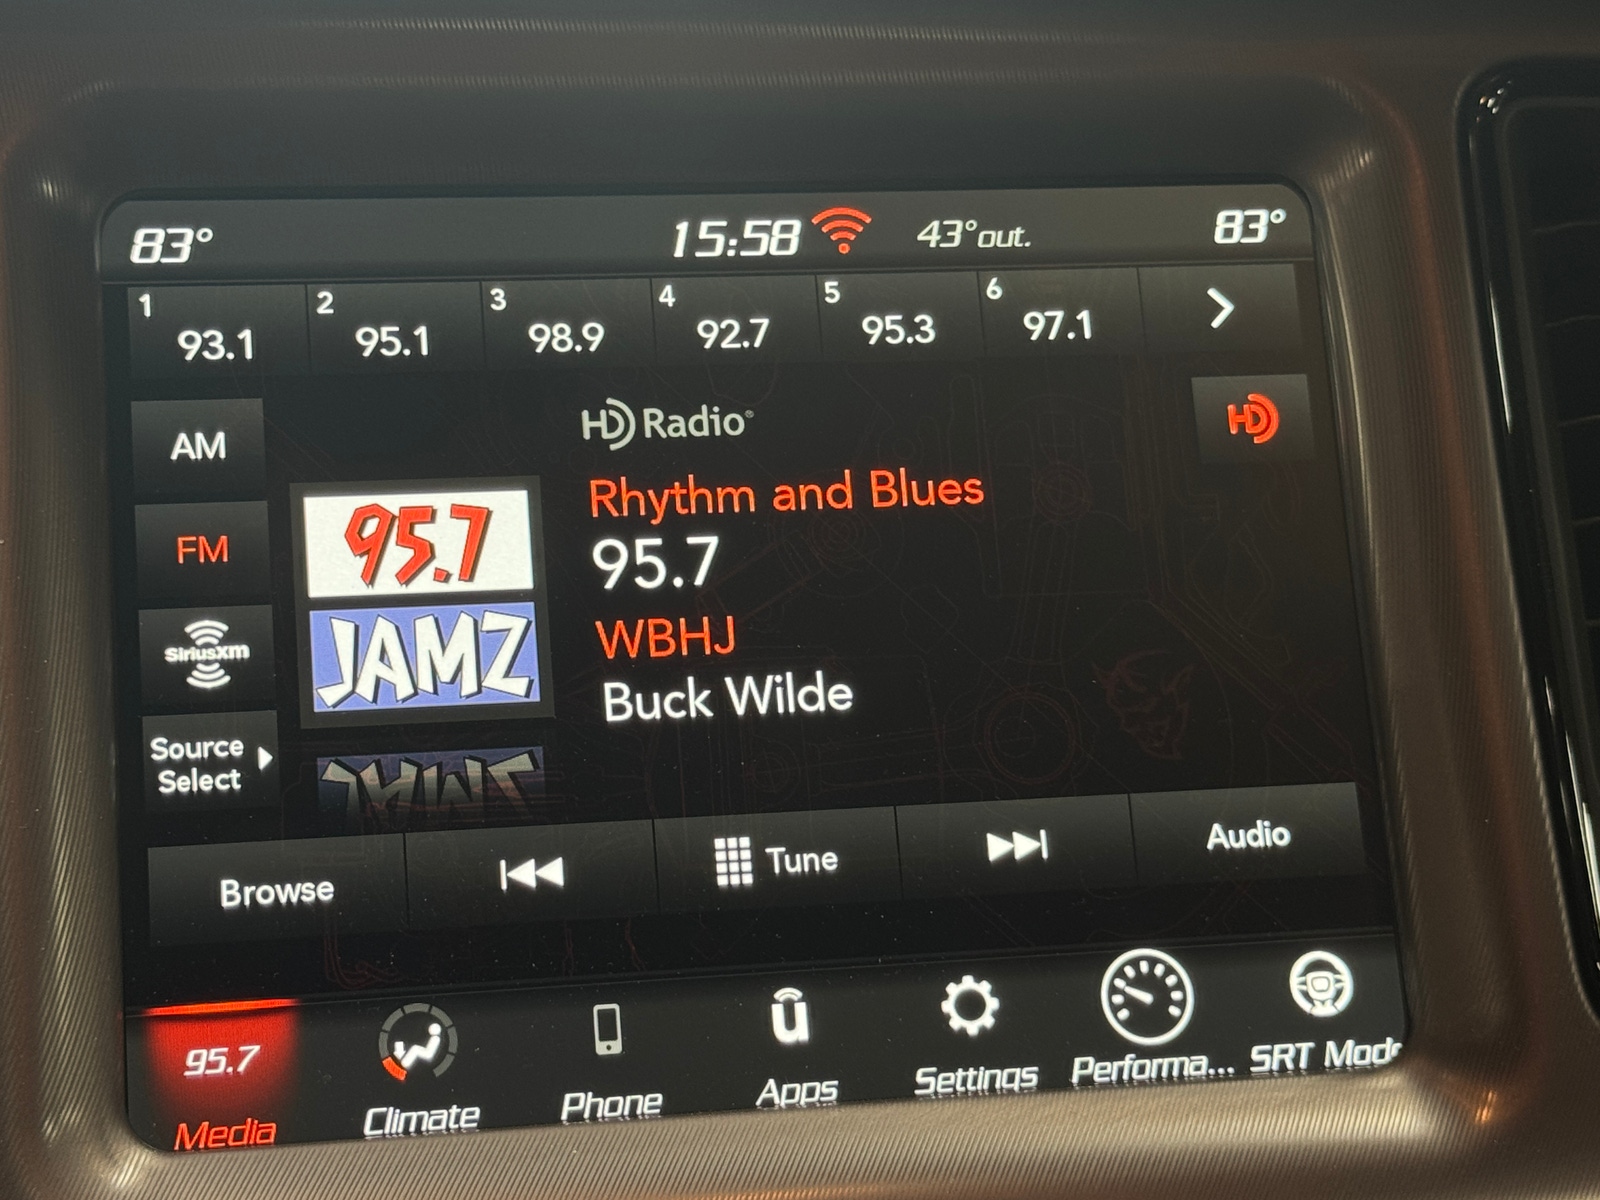 83° 15:58 43°out. 83°
1 93.1 2 95.1 3 98.9 4 92.7 5 95.3 6 97.1
AM
HD Radio®
HD
Rhythm and Blues
95.7
JAMZ
95.7
WBHJ
Buck Wilde
FM
SiriusXM
Source
Select
Browse Tune Audio
95.7
Media
Climate
Phone
u
Apps
Settings
Performa...
SRT Mod